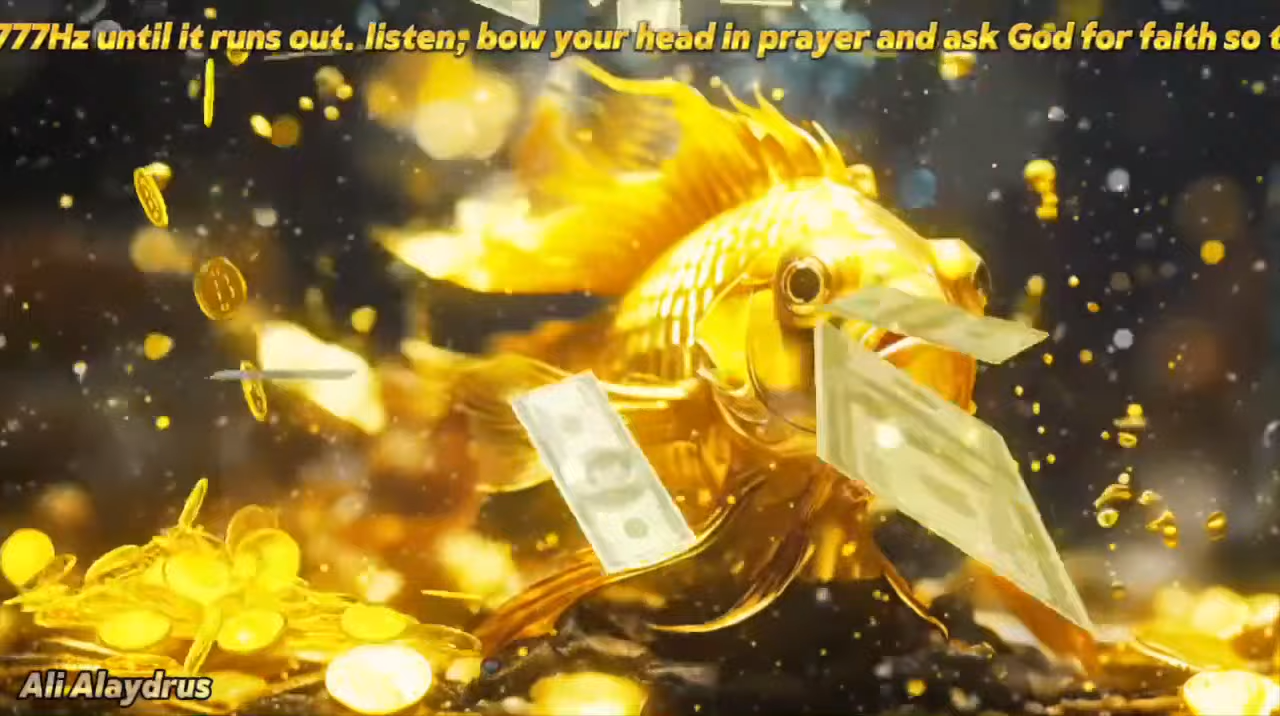 777Hz until it runs out. listen, bow your head in prayer and ask God for faith so
Ali Alaydrus